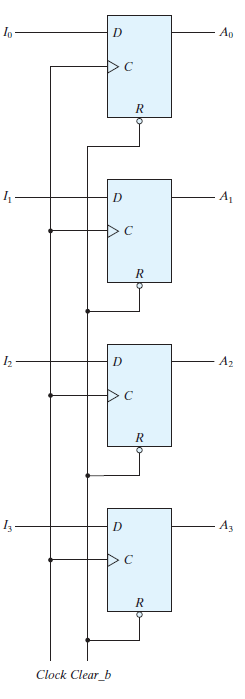 I₀ D A₀
C
R
I₁ D A₁
C
R
I₂ D A₂
C
R
I₃ D A₃
C
R
Clock Clear_b